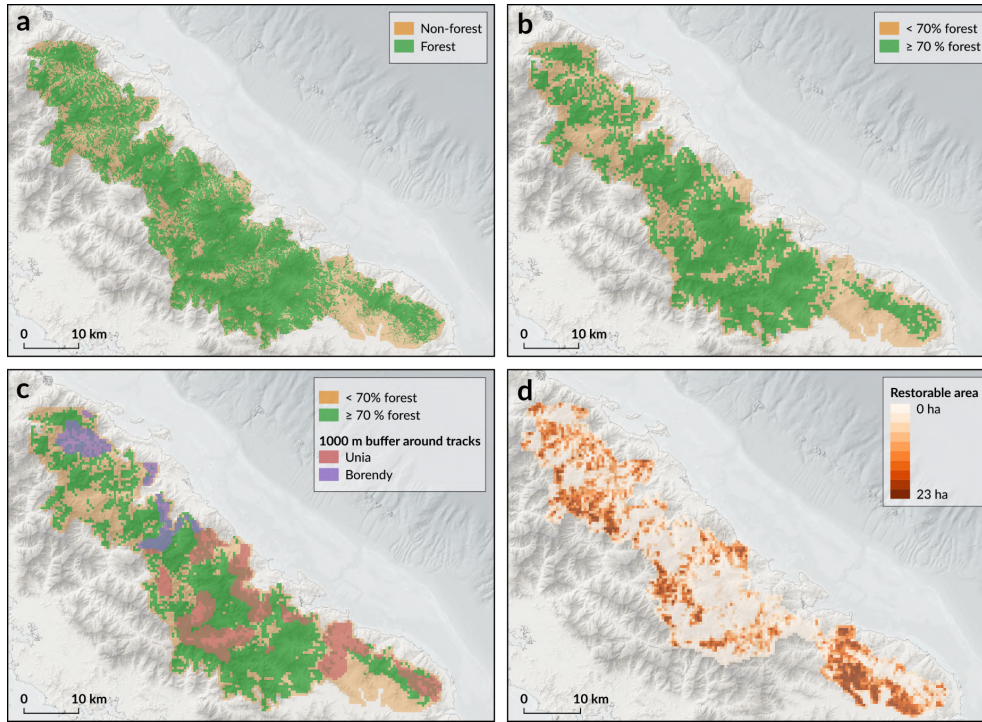 a
Non-forest
Forest
0 10 km
b
< 70% forest
≥ 70 % forest
0 10 km
c
< 70% forest
≥ 70 % forest
1000 m buffer around tracks
Unia
Borendy
0 10 km
d
Restorable area
0 ha
23 ha
0 10 km